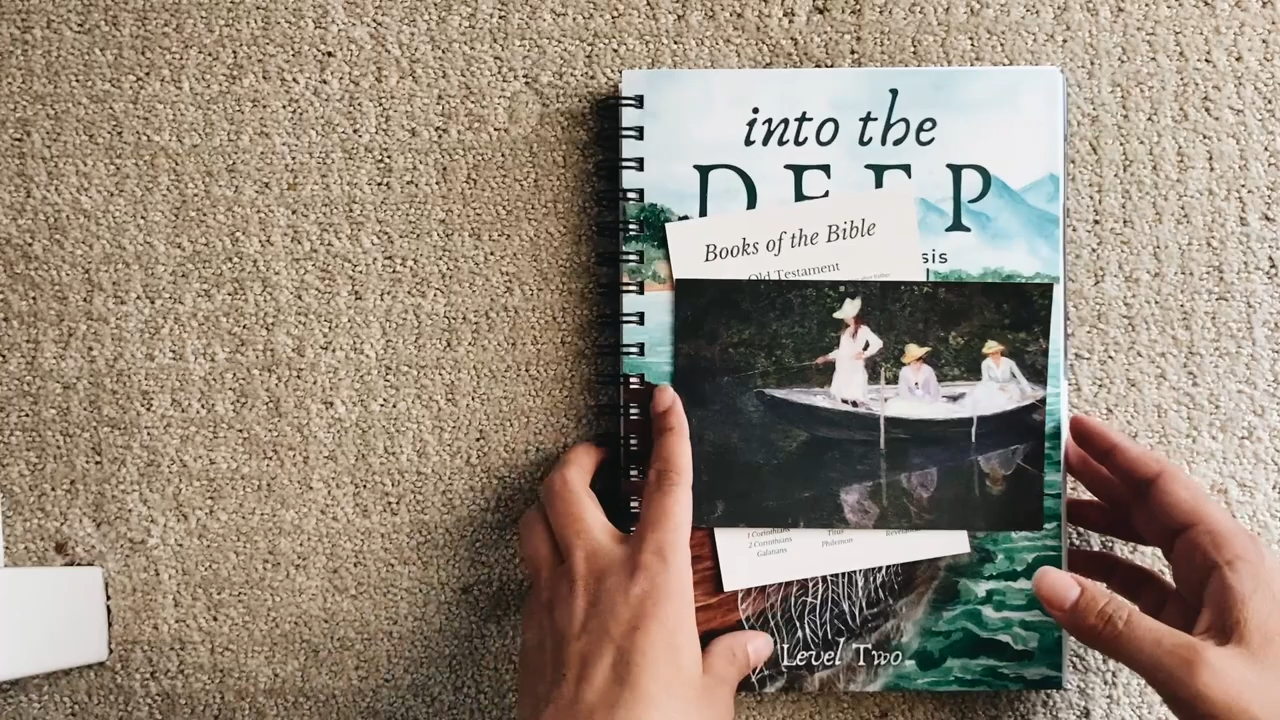 into the
DEEP
sis
Books of the Bible
Old Testament
1 Corinthians
2 Corinthians
Galatians
Titus
Philemon
Revelation
Level Two